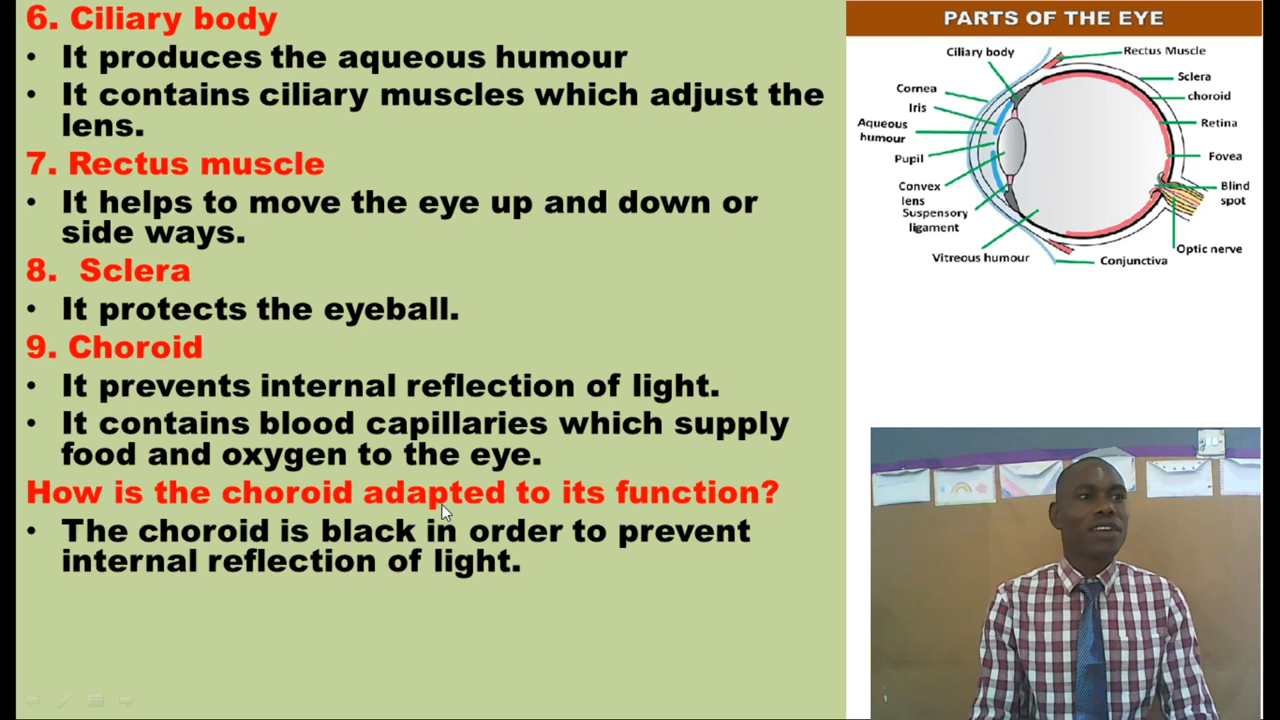 6. Ciliary body
• It produces the aqueous humour
• It contains ciliary muscles which adjust the
lens.
7. Rectus muscle
• It helps to move the eye up and down or
side ways.
8. Sclera
• It protects the eyeball.
9. Choroid
• It prevents internal reflection of light.
• It contains blood capillaries which supply
food and oxygen to the eye.
How is the choroid adapted to its function?
• The choroid is black in order to prevent
internal reflection of light.
PARTS OF THE EYE
Ciliary body
Rectus Muscle
Sclera
Cornea
choroid
Iris
Aqueous
humour
Retina
Pupil
Fovea
Convex
lens
Blind
spot
Suspensory
ligament
Optic nerve
Vitreous humour
Conjunctiva